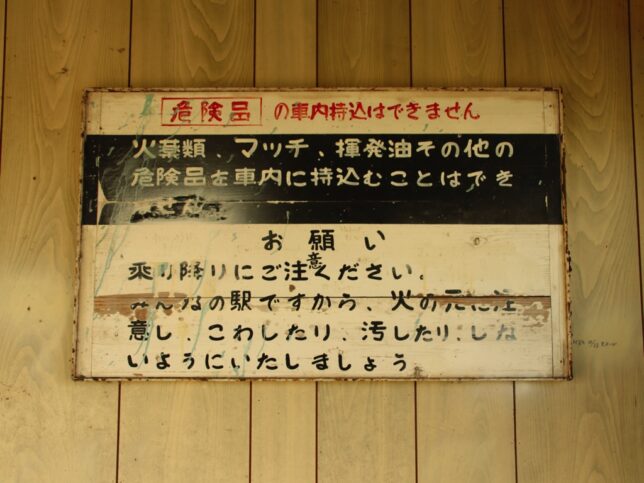 危険品 の車内持込はできません
火薬類、マッチ、揮発油その他の
危険品を車内に持込むことはでき
ません
お願い
乗り降りにご注意ください。
みんなの駅ですから、火の元に注
意し、こわしたり、汚したり、しな
いようにいたしましょう